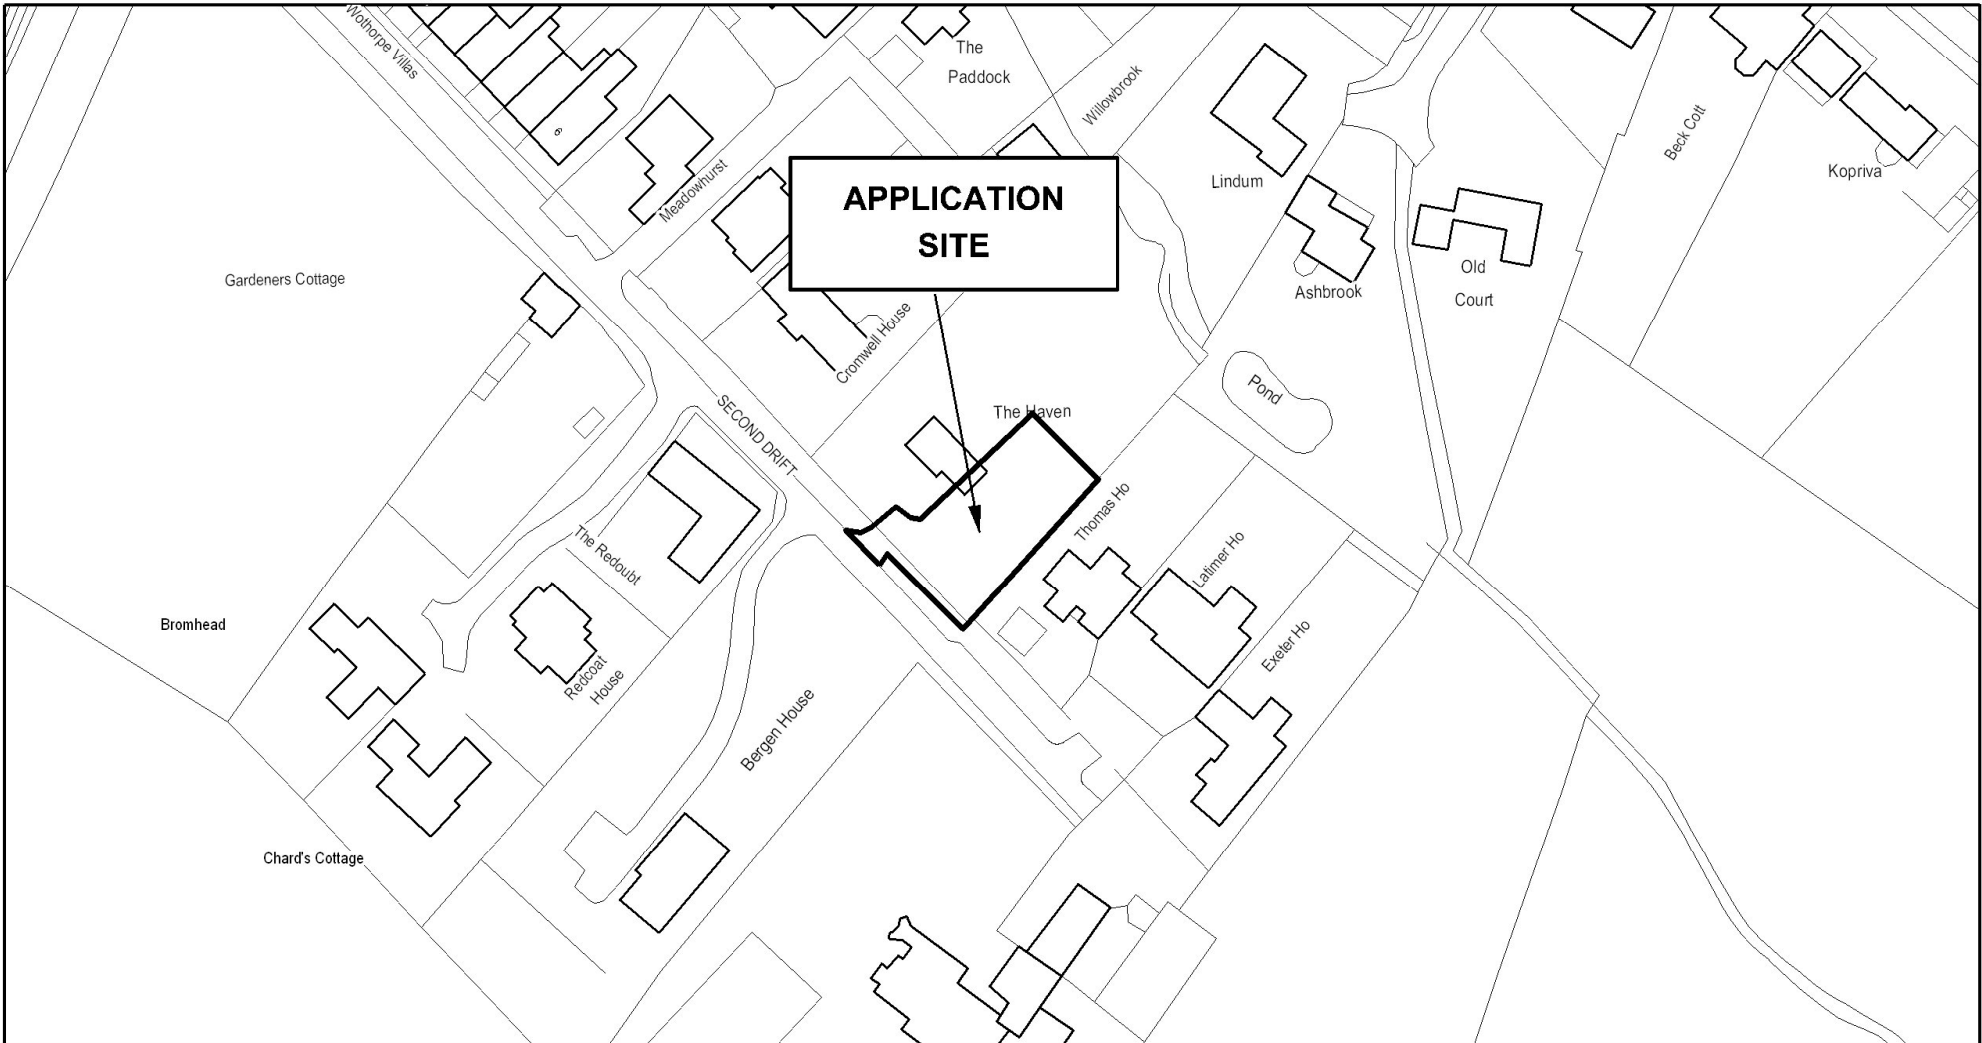 Wothorpe Villas
The
Paddock
Willowbrook
6
Meadowhurst
Beck Cott
Kopriva
Lindum
APPLICATION
SITE
Old
Court
Ashbrook
Gardeners Cottage
Cromwell House
SECOND DRIFT
The Haven
Pond
Thomas Ho
Latimer Ho
The Redoubt
Exeter Ho
Bromhead
Redcoat
House
Bergen House
Chard's Cottage